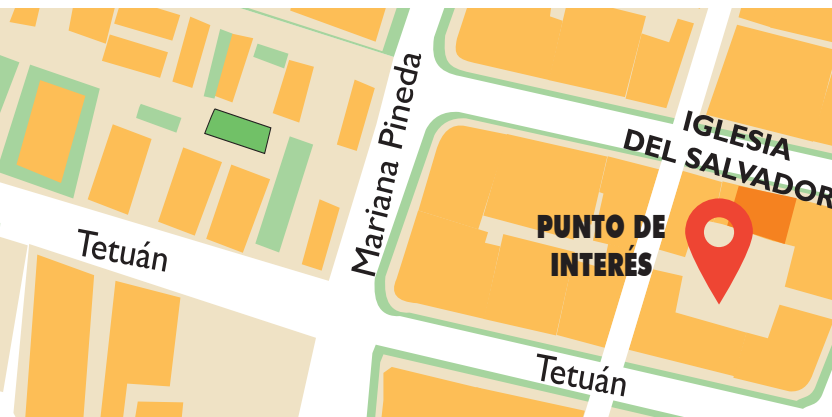 Mariana Pineda
IGLESIA
DEL SALVADOR
PUNTO DE
INTERÉS
Tetuán
Tetuán